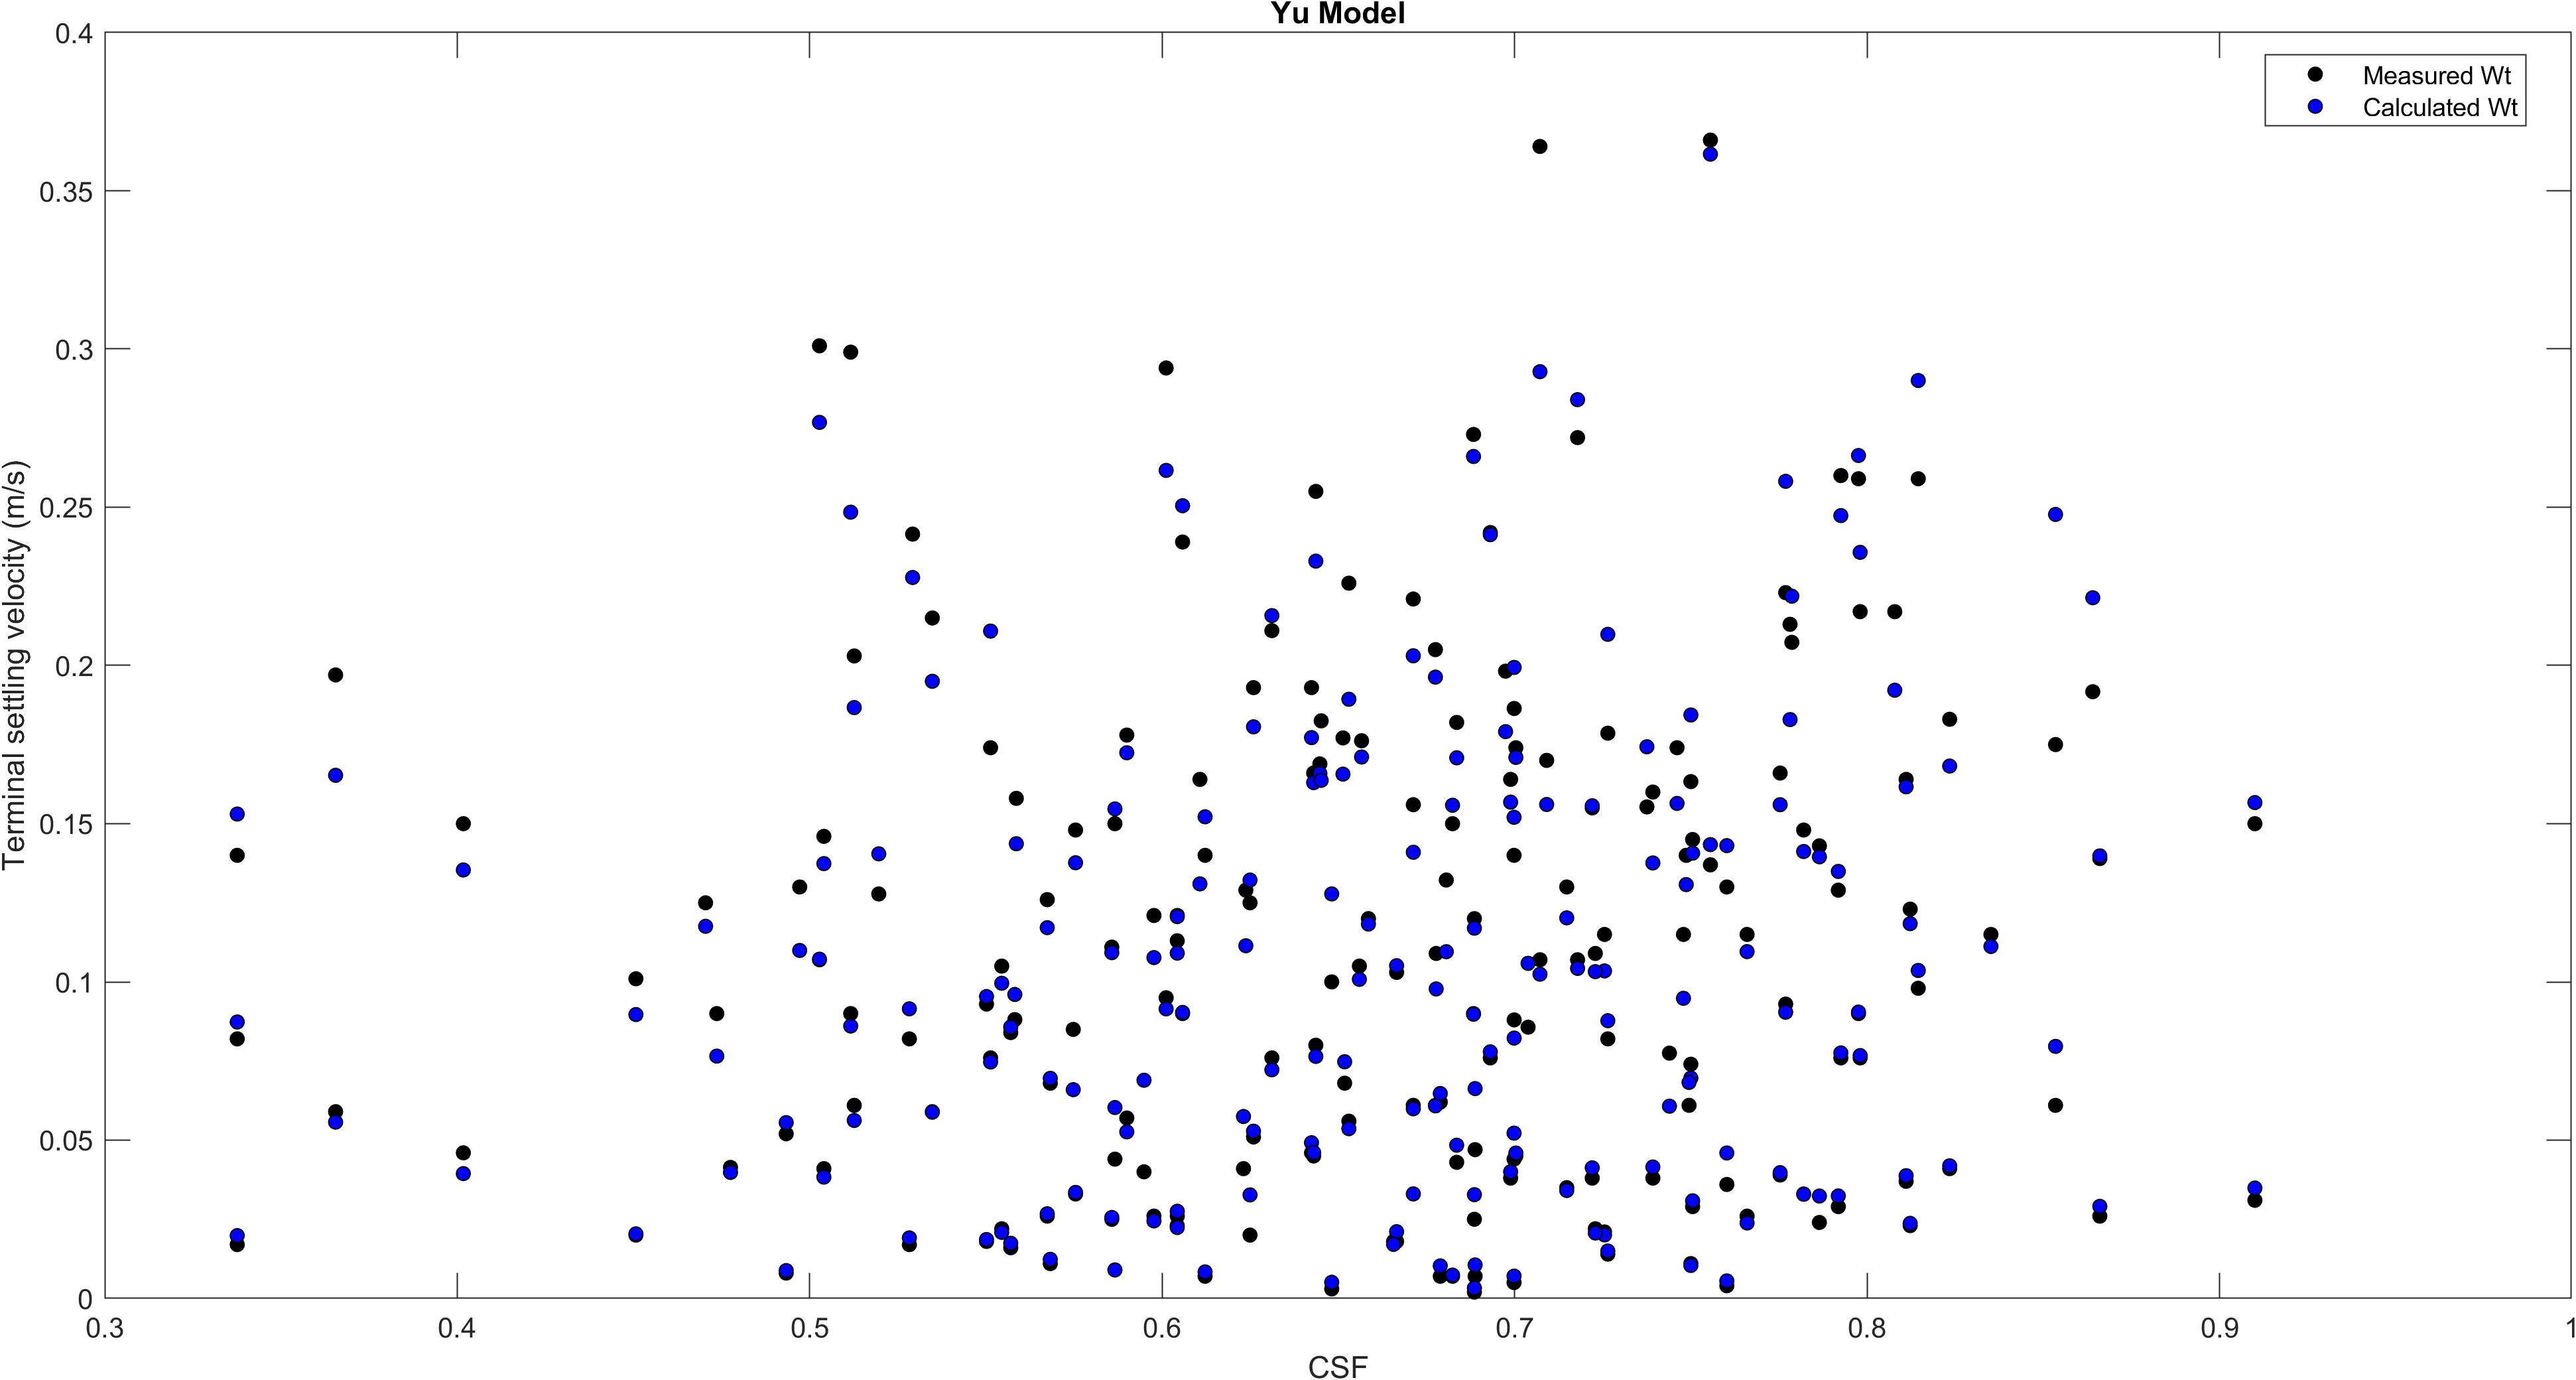 Yu Model
0.4
0.35
0.3
0.25
0.2
0.15
0.1
0.05
0
Terminal settling velocity (m/s)
Measured Wt
Calculated Wt
0.3 0.4 0.5 0.6 0.7 0.8 0.9 1
CSF